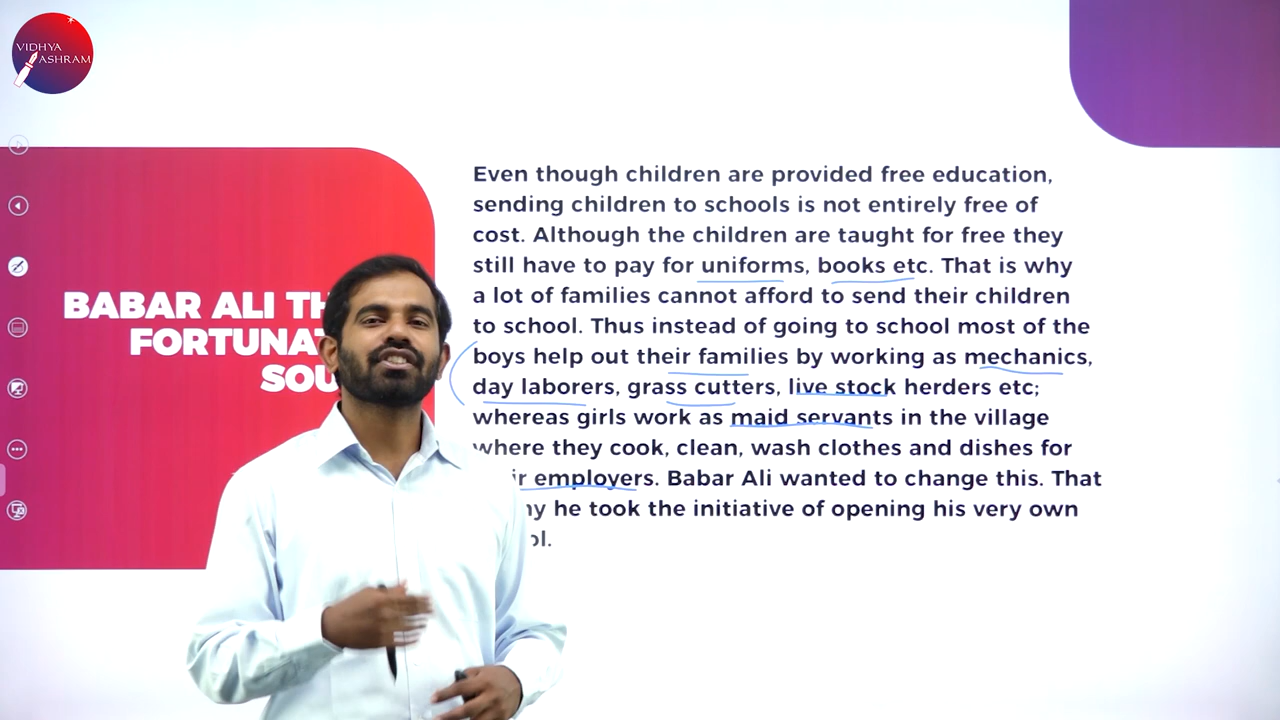 VIDHYA
ASHRAM
BABAR ALI
Even though children are provided free education,
sending children to schools is not entirely free of
cost. Although the children are taught for free they
still have to pay for uniforms, books etc. That is why
a lot of families cannot afford to send their children
to school. Thus instead of going to school most of the
boys help out their families by working as mechanics,
day laborers, grass cutters, live stock herders etc;
whereas girls work as maid servants in the village
where they cook, clean, wash clothes and dishes for
employers. Babar Ali wanted to change this. That
he took the initiative of opening his very own